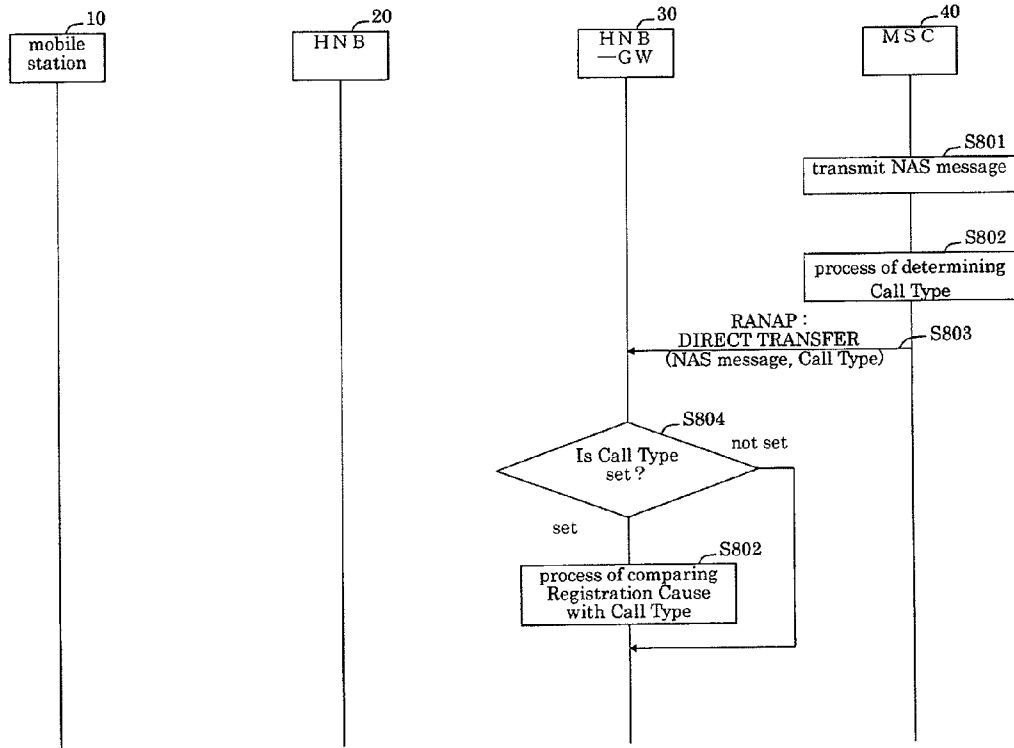 10
mobile
station
20
HNB
30
HNB
—GW
40
MSC
S801
transmit NAS message
S802
process of determining
Call Type
RANAP :
DIRECT TRANSFER
(NAS message, Call Type)
S803
S804
Is Call Type
set ?
not set
set
S802
process of comparing
Registration Cause
with Call Type